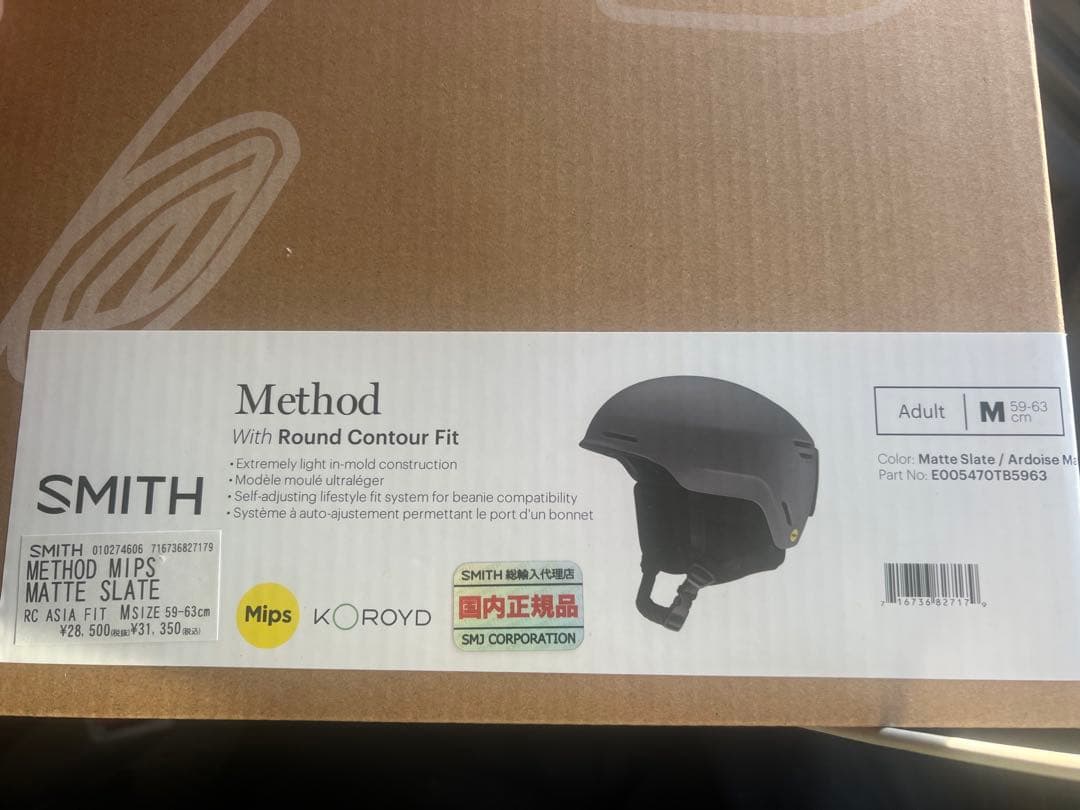 Method
With Round Contour Fit
• Extremely light in-mold construction
• Modèle moulé ultraléger
• Self-adjusting lifestyle fit system for beanie compatibility
• Système à auto-ajustement permettant le port d'un bonnet
SMITH
SMITH 010274606 716736827179
METHOD MIPS
MATTE SLATE
RC ASIA FIT MSIZE 59-63cm
¥28,500(税抜)¥31,350(税込)
Mips
KOROYD
SMITH 総輸入代理店
国内正規品
SMJ CORPORATION
Adult M 59-63 cm
Color: Matte Slate / Ardoise Ma
Part No: E005470TB5963
7 16736 82717 9